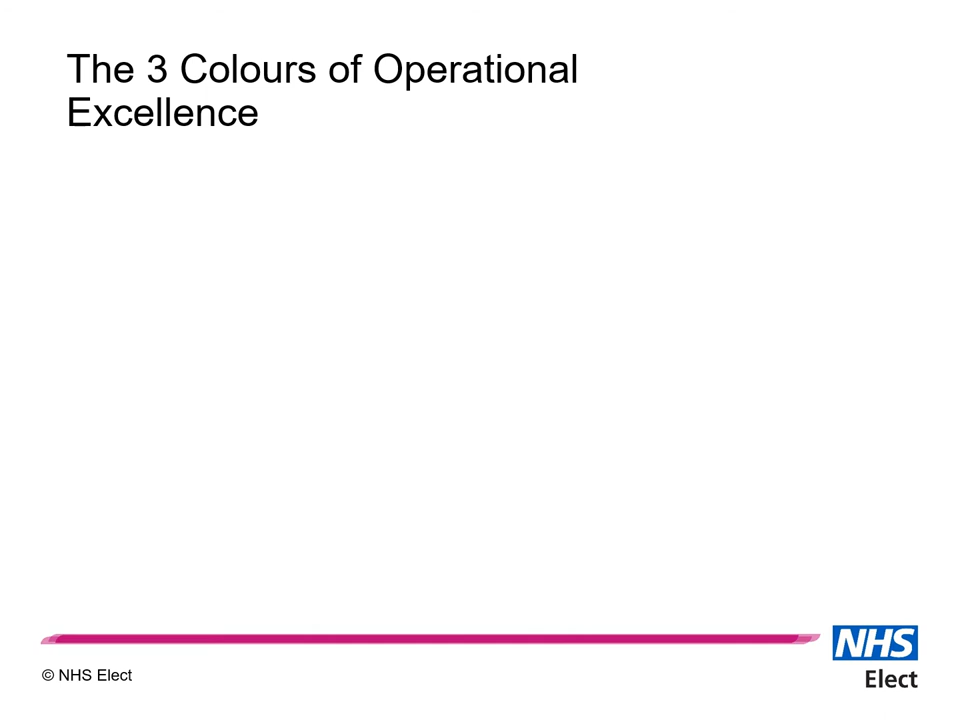 The 3 Colours of Operational
Excellence
© NHS Elect
NHS
Elect